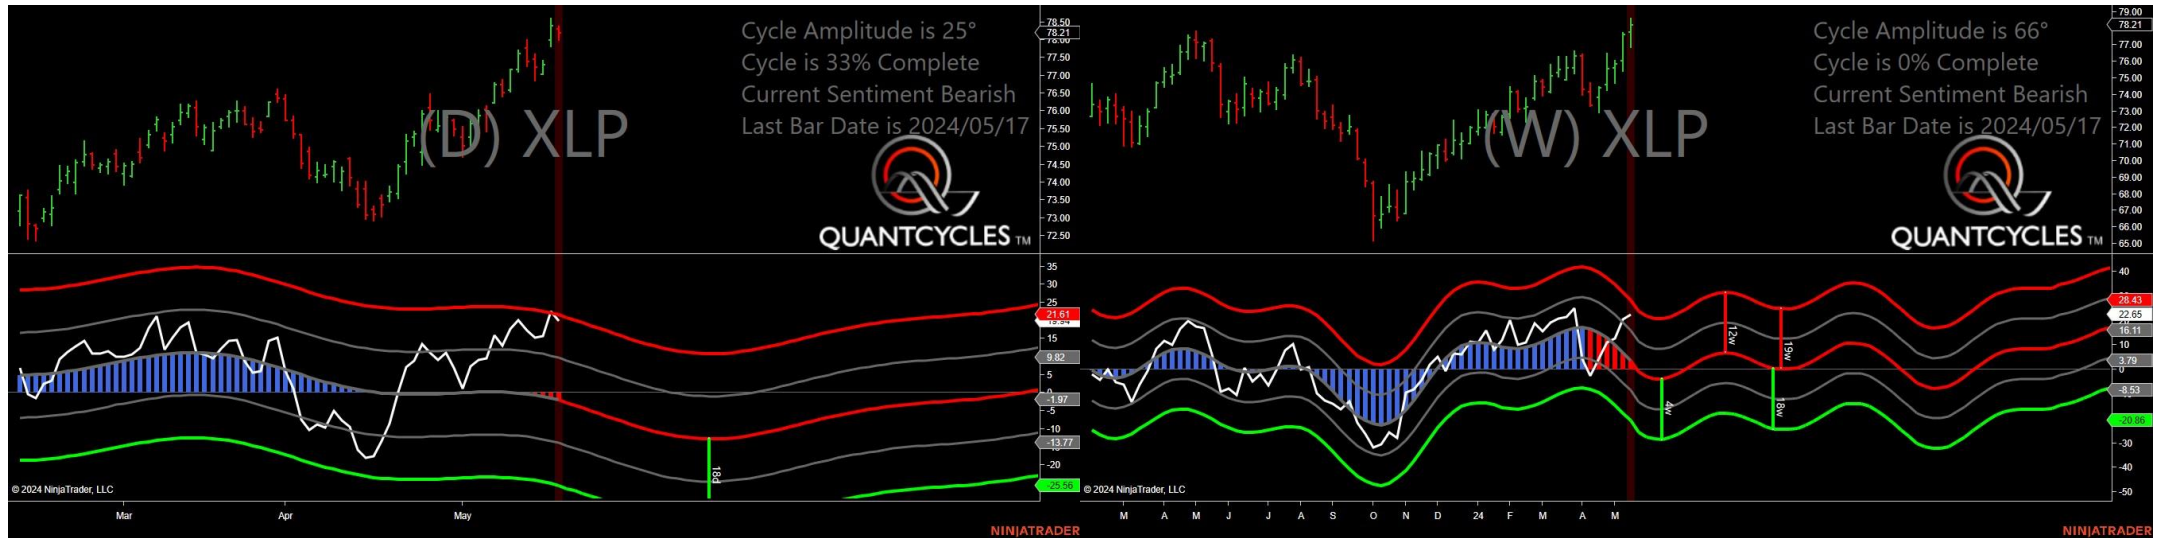 Cycle Amplitude is 25°
Cycle is 33% Complete
Current Sentiment Bearish
Last Bar Date is 2024/05/17
(D) XLP
QUANTCYCLES TM
78.50
78.21
78.00
77.50
77.00
76.50
76.00
75.50
75.00
74.50
74.00
73.50
73.00
72.50
35
30
25
21.61
19.94
15
9.82
5
0
-1.97
-5
-10
-13.77
-20
-25.56
18d
© 2024 NinjaTrader, LLC
Mar
Apr
May
NINJATRADER
Cycle Amplitude is 66°
Cycle is 0% Complete
Current Sentiment Bearish
Last Bar Date is 2024/05/17
(W) XLP
QUANTCYCLES TM
79.00
78.21
77.00
76.00
75.00
74.00
73.00
72.00
71.00
70.00
69.00
68.00
67.00
66.00
65.00
40
28.43
22.65
16.11
10
3.79
0
-8.53
-20.86
-30
-40
-50
12w
19w
4w
18w
© 2024 NinjaTrader, LLC
M A M J J A S O N D 24 F M A M
NINJATRADER